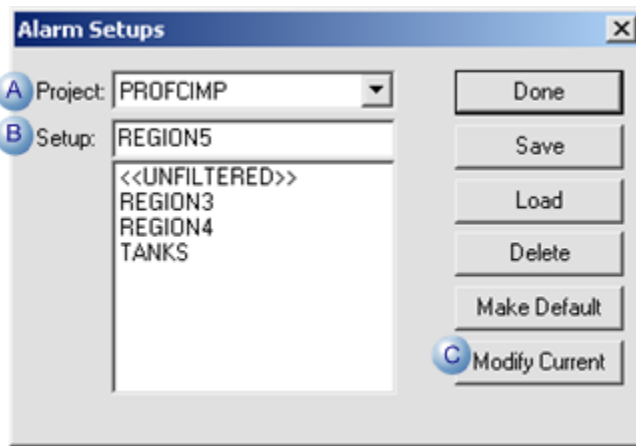 Alarm Setups
A Project: PROFCIMP
Done
B Setup: REGION5
Save
<<UNFILTERED>>
REGION3
REGION4
TANKS
Load
Delete
Make Default
C Modify Current